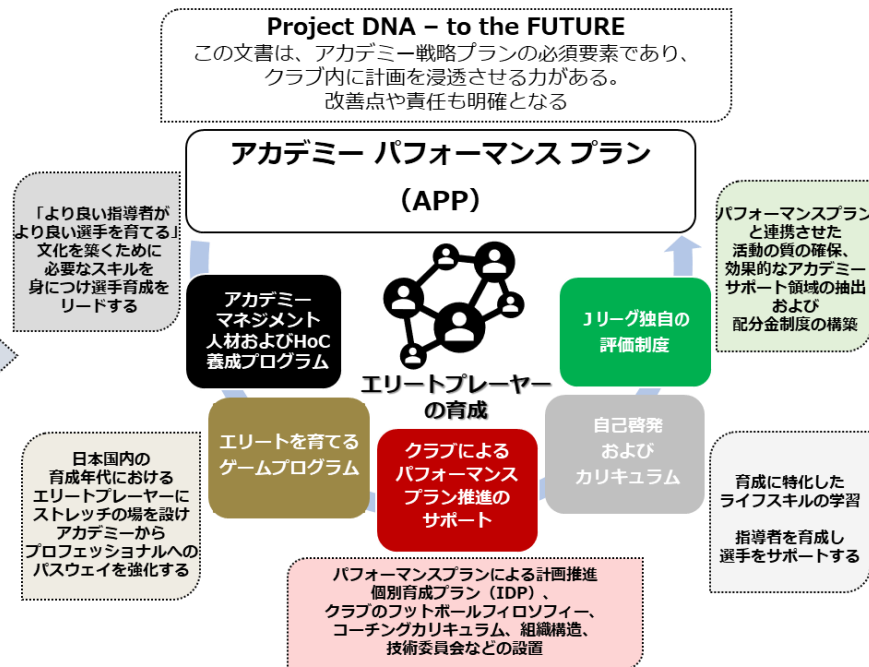 Project DNA – to the FUTURE
この文書は、アカデミー戦略プランの必須要素であり、
クラブ内に計画を浸透させる力がある。
改善点や責任も明確となる
アカデミー パフォーマンス プラン
（APP）
「より良い指導者が
より良い選手を育てる」
文化を築くために
必要なスキルを
身につけ選手育成を
リードする
パフォーマンスプラン
と連携させた
活動の質の確保、
効果的なアカデミー
サポート領域の抽出
および
配分金制度の構築
アカデミー
マネジメント
人材およびHoC
養成プログラム
Jリーグ独自の
評価制度
エリートプレーヤー
の育成
エリートを育てる
ゲームプログラム
クラブによる
パフォーマンス
プラン推進の
サポート
自己啓発
および
カリキュラム
日本国内の
育成年代における
エリートプレーヤーに
ストレッチの場を設け
アカデミーから
プロフェッショナルへの
パスウェイを強化する
育成に特化した
ライフスキルの学習
指導者を育成し
選手をサポートする
パフォーマンスプランによる計画推進
個別育成プラン（IDP）、
クラブのフットボールフィロソフィー、
コーチングカリキュラム、組織構造、
技術委員会などの設置